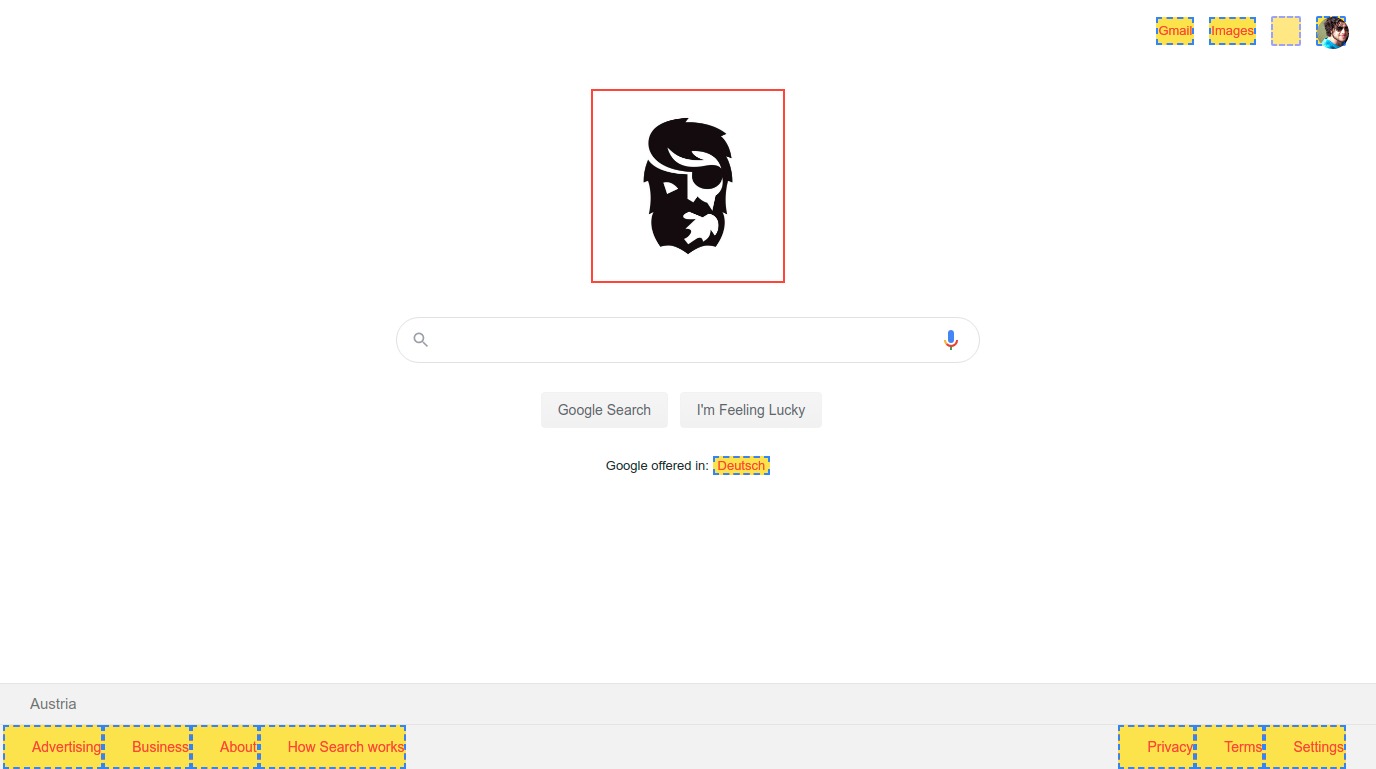 Gmail Images
Google Search I'm Feeling Lucky
Google offered in: Deutsch
Austria
Advertising Business About How Search works Privacy Terms Settings